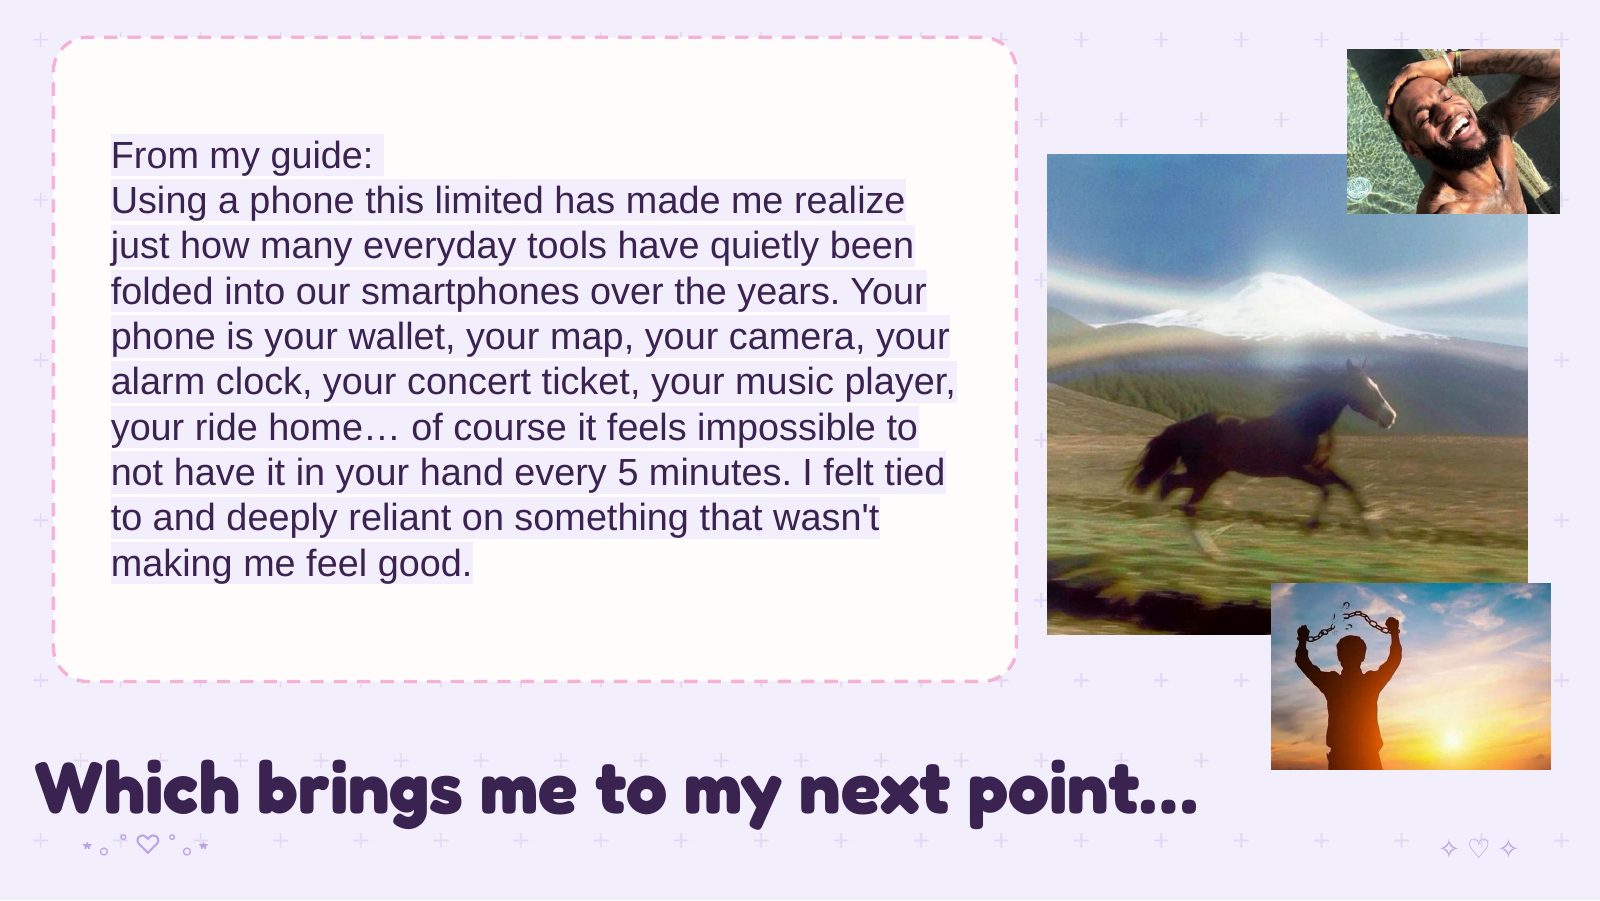 From my guide:
Using a phone this limited has made me realize
just how many everyday tools have quietly been
folded into our smartphones over the years. Your
phone is your wallet, your map, your camera, your
alarm clock, your concert ticket, your music player,
your ride home… of course it feels impossible to
not have it in your hand every 5 minutes. I felt tied
to and deeply reliant on something that wasn't
making me feel good.
Which brings me to my next point...